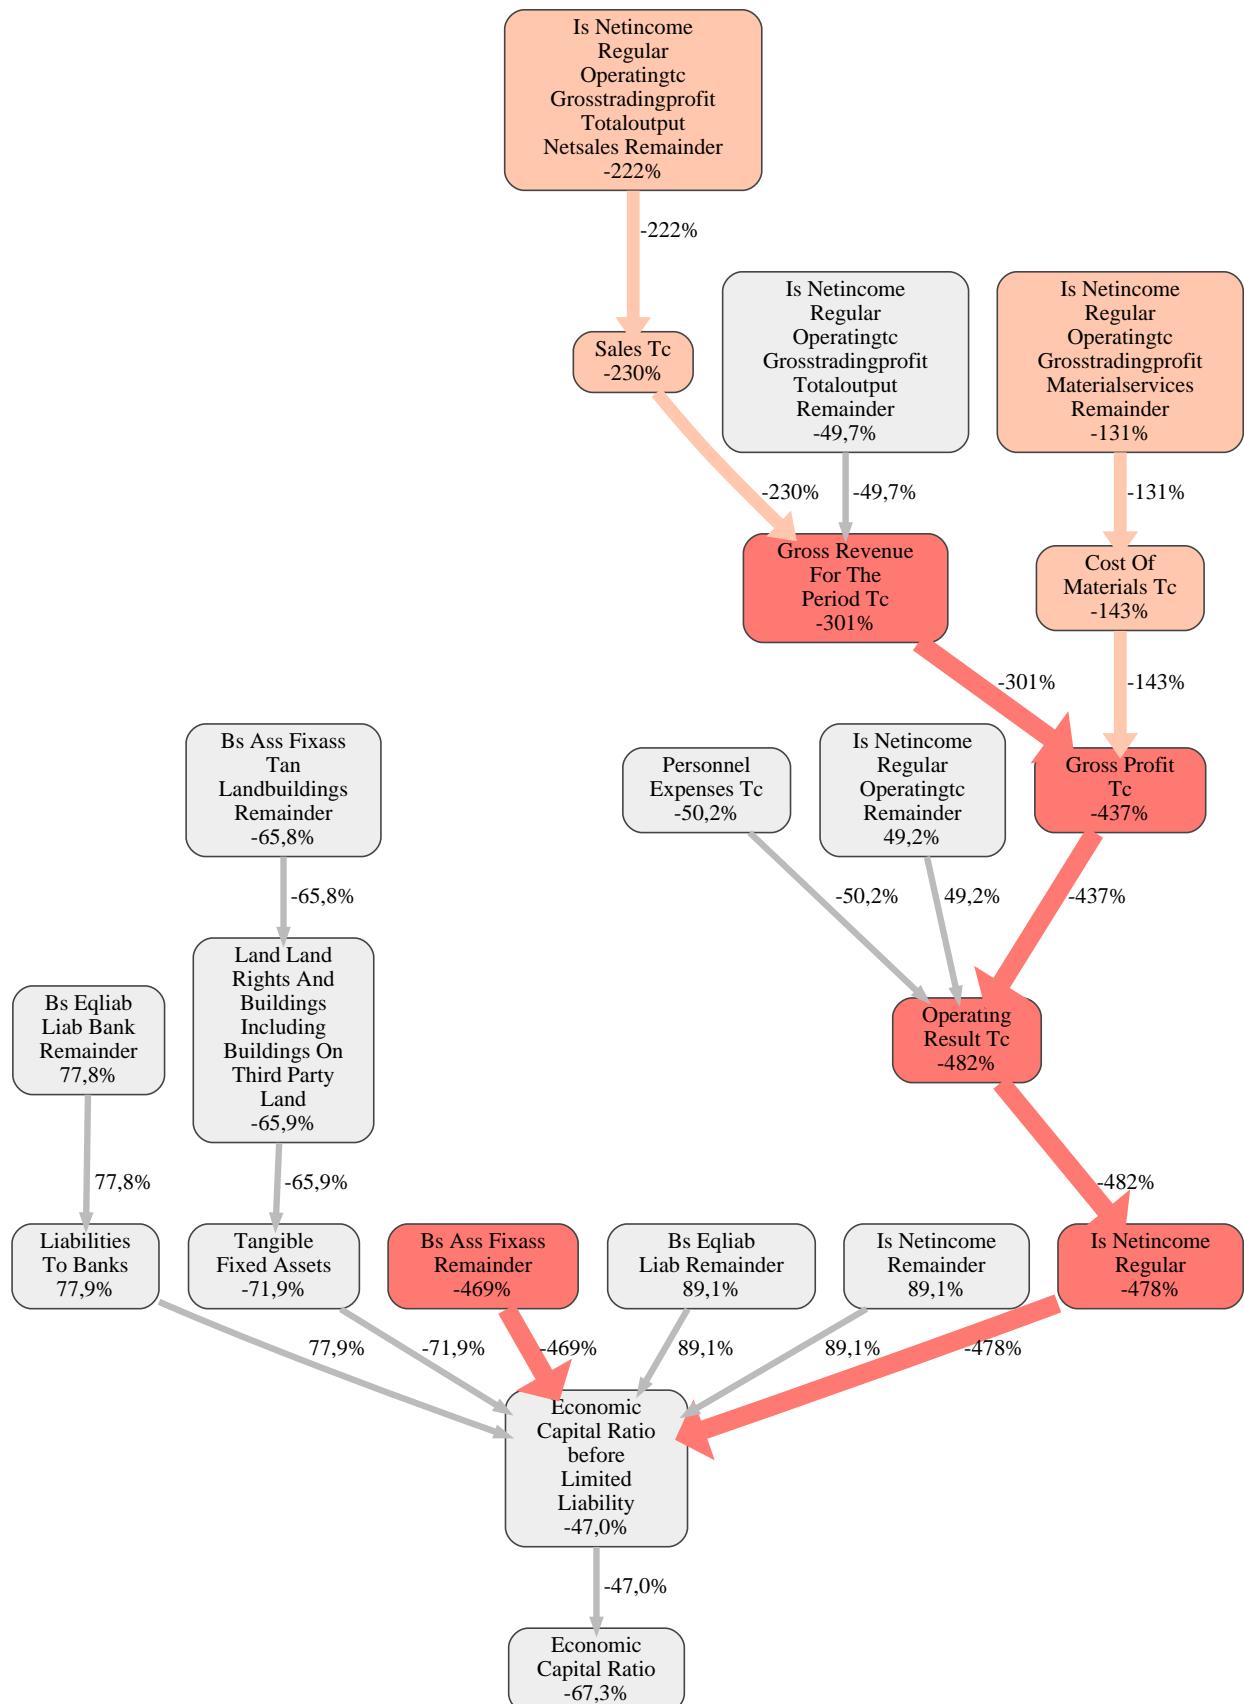 Is Netincome
Regular
Operatingtc
Grosstradingprofit
Totaloutput
Netsales Remainder
-222%
-222%
Sales Tc
-230%
Is Netincome
Regular
Operatingtc
Grosstradingprofit
Totaloutput
Remainder
-49,7%
Is Netincome
Regular
Operatingtc
Grosstradingprofit
Materialservices
Remainder
-131%
-230%
-49,7%
-131%
Gross Revenue
For The
Period Tc
-301%
Cost Of
Materials Tc
-143%
-301%
-143%
Bs Ass Fixass
Tan
Landbuildings
Remainder
-65,8%
Personnel
Expenses Tc
-50,2%
Is Netincome
Regular
Operatingtc
Remainder
49,2%
Gross Profit
Tc
-437%
-65,8%
-50,2%
49,2%
-437%
Bs Eqliab
Liab Bank
Remainder
77,8%
Land Land
Rights And
Buildings
Including
Buildings On
Third Party
Land
-65,9%
Operating
Result Tc
-482%
77,8%
-65,9%
-482%
Liabilities
To Banks
77,9%
Tangible
Fixed Assets
-71,9%
Bs Ass Fixass
Remainder
-469%
Bs Eqliab
Liab Remainder
89,1%
Is Netincome
Remainder
89,1%
Is Netincome
Regular
-478%
77,9%
-71,9%
-469%
89,1%
89,1%
-478%
Economic
Capital Ratio
before
Limited
Liability
-47,0%
-47,0%
Economic
Capital Ratio
-67,3%